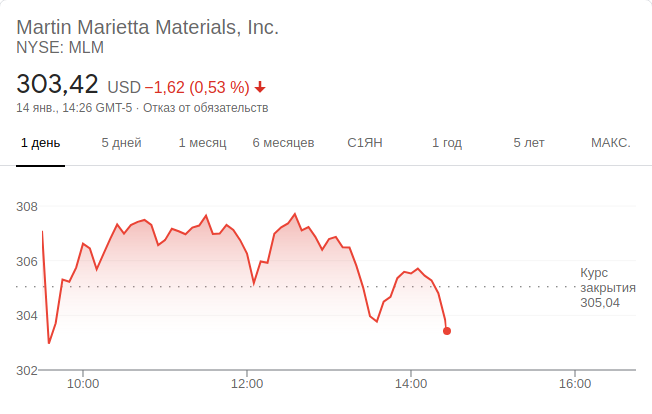 Martin Marietta Materials, Inc.
NYSE: MLM
303,42 USD −1,62 (0,53 %)
14 янв., 14:26 GMT-5 · Отказ от обязательств
1 день 5 дней 1 месяц 6 месяцев С1ЯН 1 год 5 лет МАКС.
308
306
304
302
Курс
закрытия
305,04
10:00 12:00 14:00 16:00